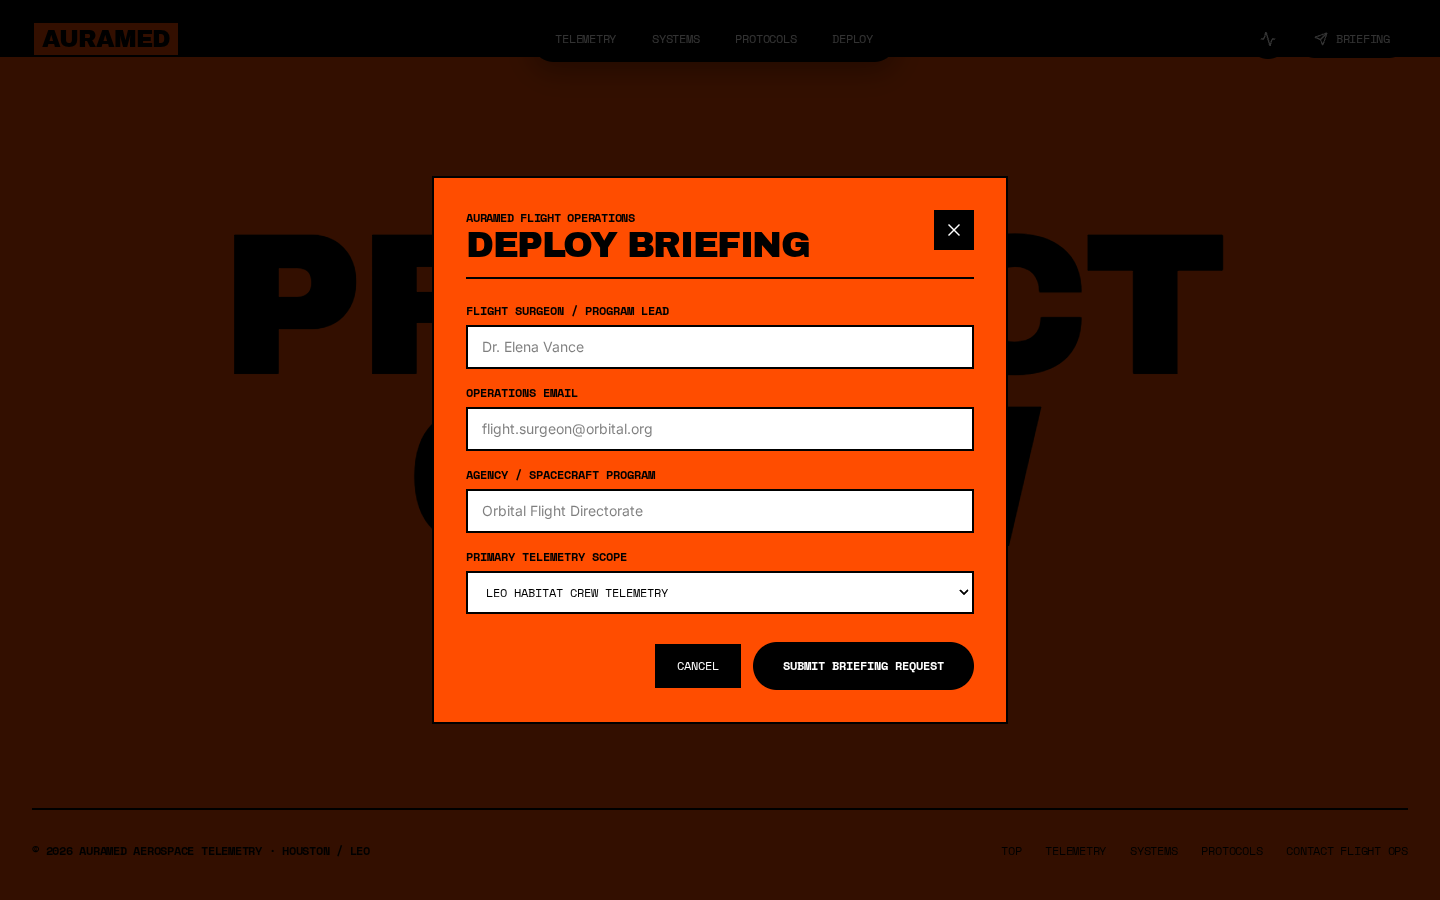 AURAMED
TELEMETRY SYSTEMS PROTOCOLS DEPLOY
BRIEFING
AURAMED FLIGHT OPERATIONS
DEPLOY BRIEFING
FLIGHT SURGEON / PROGRAM LEAD
Dr. Elena Vance
OPERATIONS EMAIL
flight.surgeon@orbital.org
AGENCY / SPACECRAFT PROGRAM
Orbital Flight Directorate
PRIMARY TELEMETRY SCOPE
LEO HABITAT CREW TELEMETRY
CANCEL
SUBMIT BRIEFING REQUEST
© 2026 AURAMED AEROSPACE TELEMETRY · HOUSTON / LEO
TOP TELEMETRY SYSTEMS PROTOCOLS CONTACT FLIGHT OPS